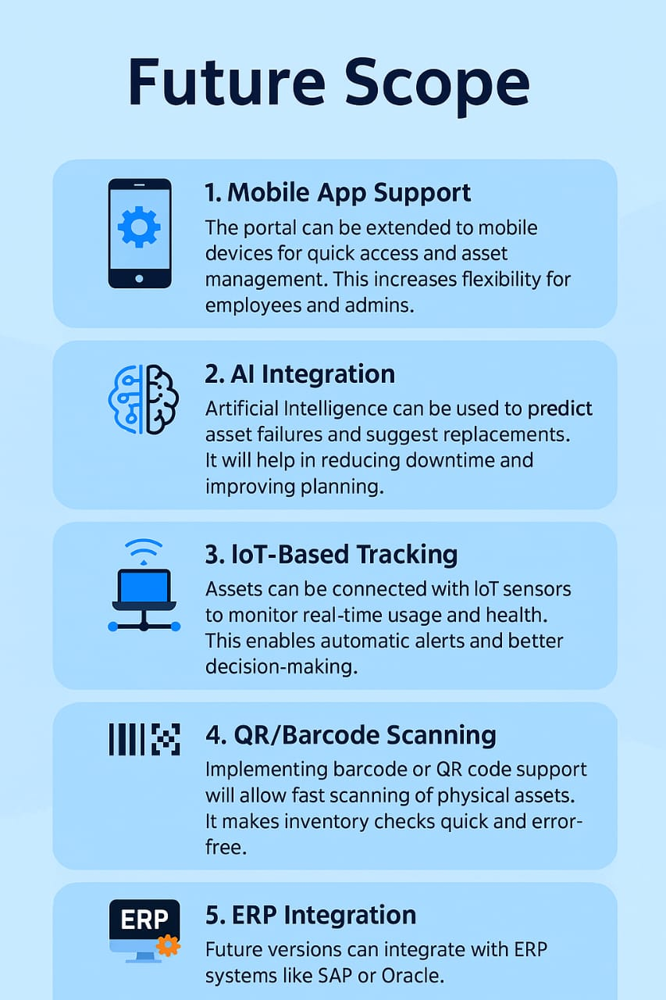 Future Scope
1. Mobile App Support
The portal can be extended to mobile
devices for quick access and asset
management. This increases flexibility for
employees and admins.
2. AI Integration
Artificial Intelligence can be used to predict
asset failures and suggest replacements.
It will help in reducing downtime and
improving planning.
3. IoT-Based Tracking
Assets can be connected with IoT sensors
to monitor real-time usage and health.
This enables automatic alerts and better
decision-making.
4. QR/Barcode Scanning
Implementing barcode or QR code support
will allow fast scanning of physical assets.
It makes inventory checks quick and error-
free.
ERP
5. ERP Integration
Future versions can integrate with ERP
systems like SAP or Oracle.